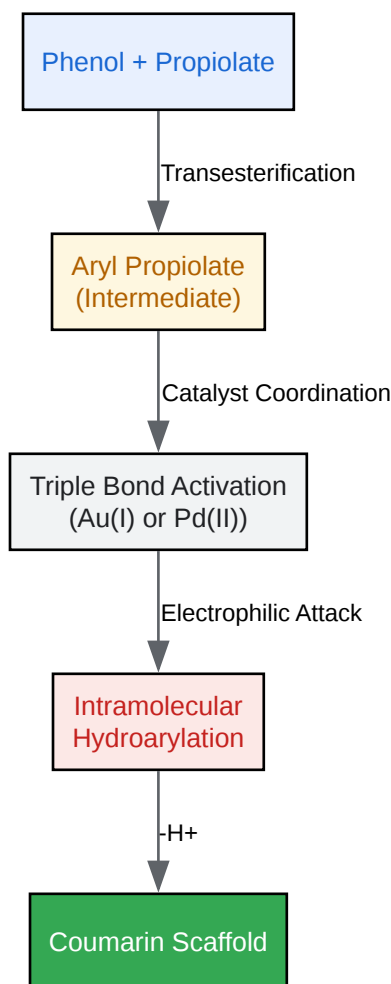 Phenol + Propiolate
Transesterification
Aryl Propiolate
(Intermediate)
Catalyst Coordination
Triple Bond Activation
(Au(I) or Pd(II))
Electrophilic Attack
Intramolecular
Hydroarylation
-H+
Coumarin Scaffold